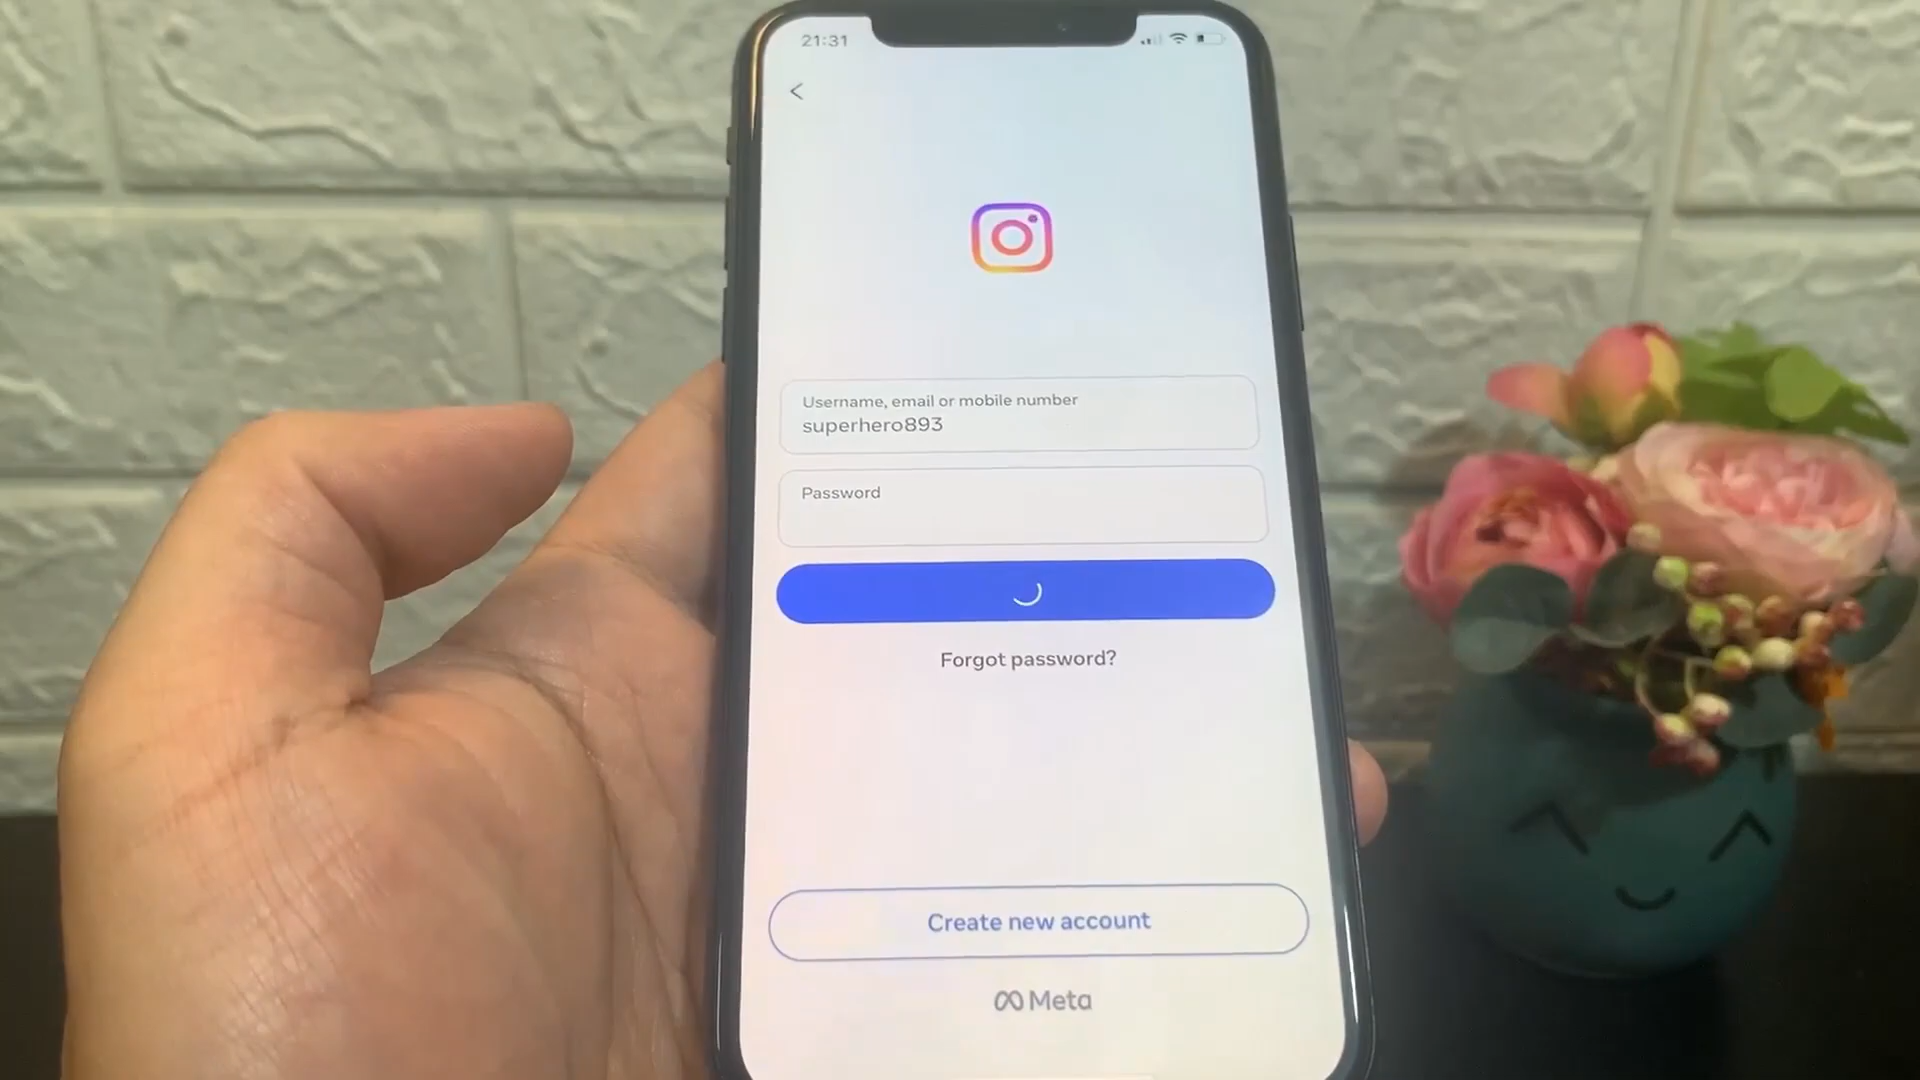 21:31
Username, email or mobile number
superhero893
Password
Forgot password?
Create new account
Meta